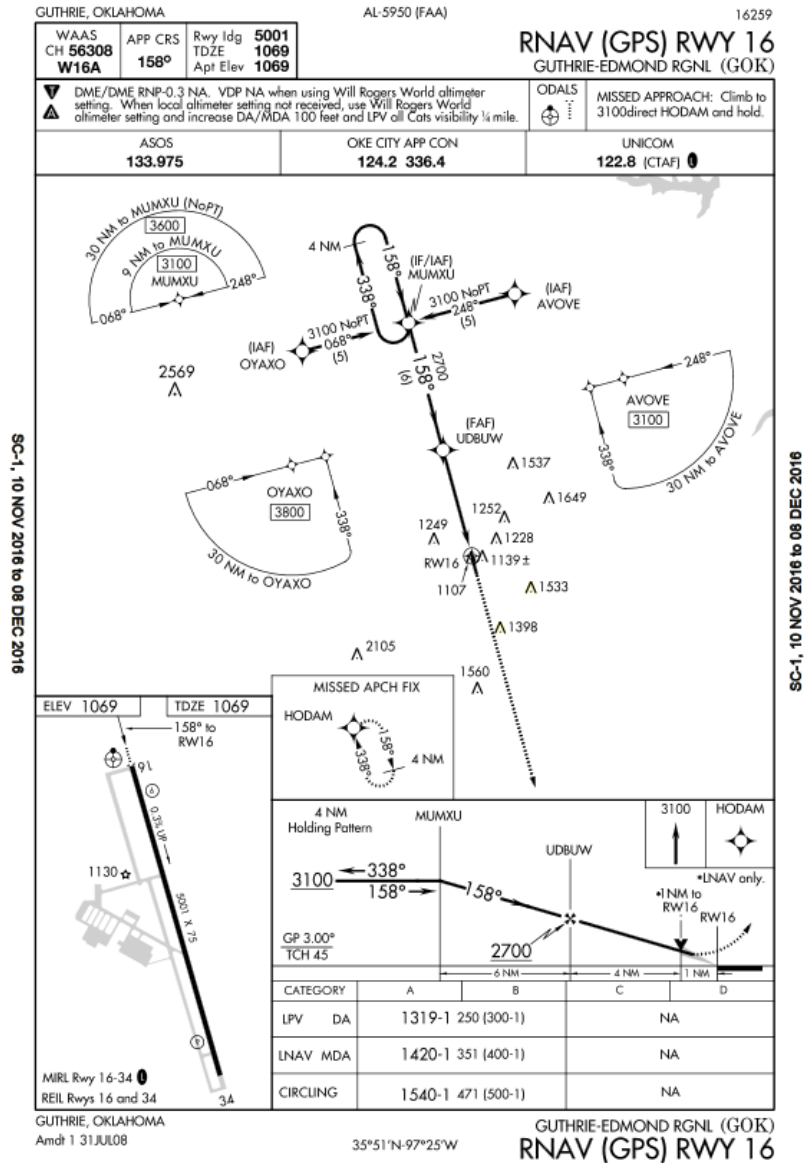 GUTHRIE, OKLAHOMA
AL-5950 (FAA)
16259
WAAS
CH 56308
W16A
APP CRS
158°
Rwy ldg 5001
TDZE 1069
Apt Elev 1069
RNAV (GPS) RWY 16
GUTHRIE-EDMOND RGNL (GOK)
T
A
DME/DME RNP-0.3 NA. VDP NA when using Will Rogers World altimeter
setting. When local altimeter setting not received, use Will Rogers World
altimeter setting and increase DA/MDA 100 feet and LPV all Cats visibility ¼ mile.
ODALS
MISSED APPROACH: Climb to
3100direct HODAM and hold.
ASOS
133.975
OKE CITY APP CON
124.2 336.4
UNICOM
122.8 (CTAF) L
30 NM to MUMXU (NoPT)
3600
9 NM to MUMXU
3100
MUMXU
068°
248°
4 NM
158°
338°
(IF/IAF)
MUMXU
3100 NoPT
248°
(5)
(IAF)
AVOVE
3100 NoPT
068°
(5)
(IAF)
OYAXO
2569
2700
158°
(6)
248°
AVOVE
3100
338°
30 NM to AVOVE
(FAF)
UDBUW
068°
OYAXO
3800
338°
30 NM to OYAXO
1537
1649
1252
1249
1228
RW16
1139±
1107
1533
1398
2105
1560
SC-1, 10 NOV 2016 to 08 DEC 2016
SC-1, 10 NOV 2016 to 08 DEC 2016
MISSED APCH FIX
HODAM
158°
338°
4 NM
ELEV 1069
TDZE 1069
158° to
RW16
16
P
0.3% UP
1130
5001 X 75
34
MIRL Rwy 16-34 L
REIL Rwys 16 and 34
4 NM
Holding Pattern
MUMXU
UDBUW
3100
HODAM
3100
338°
158°
158°
*LNAV only.
*1NM to
RW16
RW16
GP 3.00°
TCH 45
2700
6 NM
4 NM
1 NM
CATEGORY A B C D
LPV DA 1319-1 250 (300-1) NA
LNAV MDA 1420-1 351 (400-1) NA
CIRCLING 1540-1 471 (500-1) NA
GUTHRIE, OKLAHOMA
Amdt 1 31JUL08
35°51'N-97°25'W
GUTHRIE-EDMOND RGNL (GOK)
RNAV (GPS) RWY 16